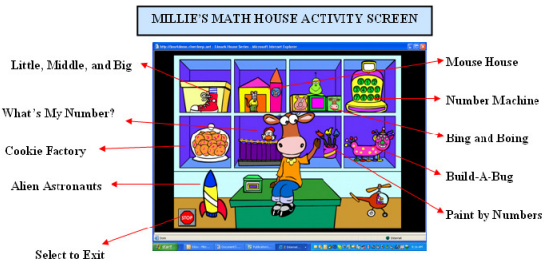 MILLIE'S MATH HOUSE ACTIVITY SCREEN
Little, Middle, and Big
Mouse House
What's My Number?
Number Machine
Bing and Boing
Cookie Factory
Build-A-Bug
Alien Astronauts
Paint by Numbers
STOP
Select to Exit